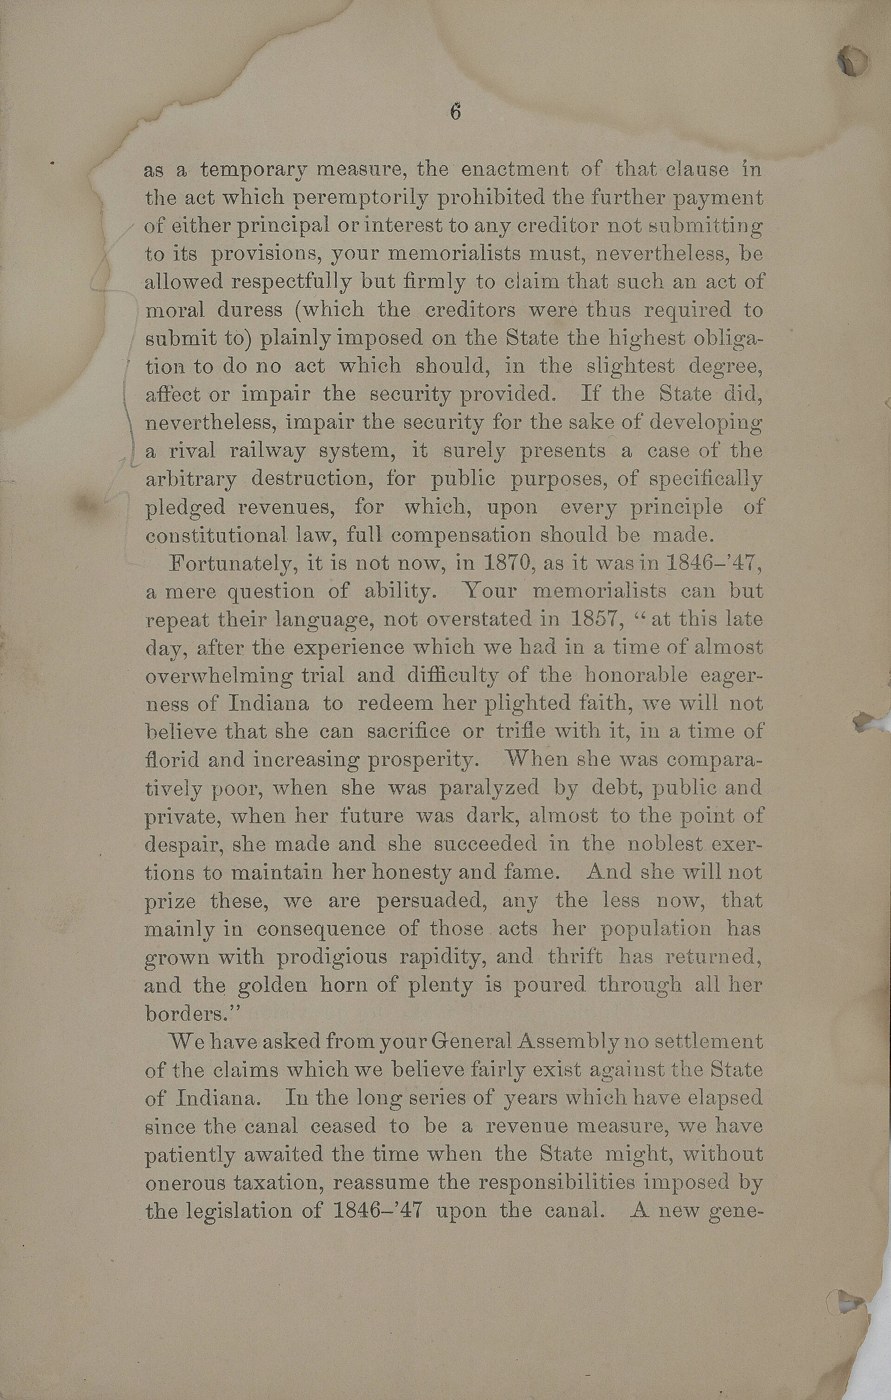 6
as a temporary measure, the enactment of that clause in
the act which peremptorily prohibited the further payment
of either principal or interest to any creditor not submitting
to its provisions, your memorialists must, nevertheless, be
allowed respectfully but firmly to claim that such an act of
moral duress (which the creditors were thus required to
submit to) plainly imposed on the State the highest obliga-
tion to do no act which should, in the slightest degree,
affect or impair the security provided. If the State did,
nevertheless, impair the security for the sake of developing
a rival railway system, it surely presents a case of the
arbitrary destruction, for public purposes, of specifically
pledged revenues, for which, upon every principle of
constitutional law, full compensation should be made.
Fortunately, it is not now, in 1870, as it was in 1846–'47,
a mere question of ability. Your memorialists can but
repeat their language, not overstated in 1857, “at this late
day, after the experience which we had in a time of almost
overwhelming trial and difficulty of the honorable eager-
ness of Indiana to redeem her plighted faith, we will not
believe that she can sacrifice or trifle with it, in a time of
florid and increasing prosperity. When she was compara-
tively poor, when she was paralyzed by debt, public and
private, when her future was dark, almost to the point of
despair, she made and she succeeded in the noblest exer-
tions to maintain her honesty and fame. And she will not
prize these, we are persuaded, any the less now, that
mainly in consequence of those acts her population has
grown with prodigious rapidity, and thrift has returned,
and the golden horn of plenty is poured through all her
borders.”
We have asked from your General Assembly no settlement
of the claims which we believe fairly exist against the State
of Indiana. In the long series of years which have elapsed
since the canal ceased to be a revenue measure, we have
patiently awaited the time when the State might, without
onerous taxation, reassume the responsibilities imposed by
the legislation of 1846–'47 upon the canal. A new gene-